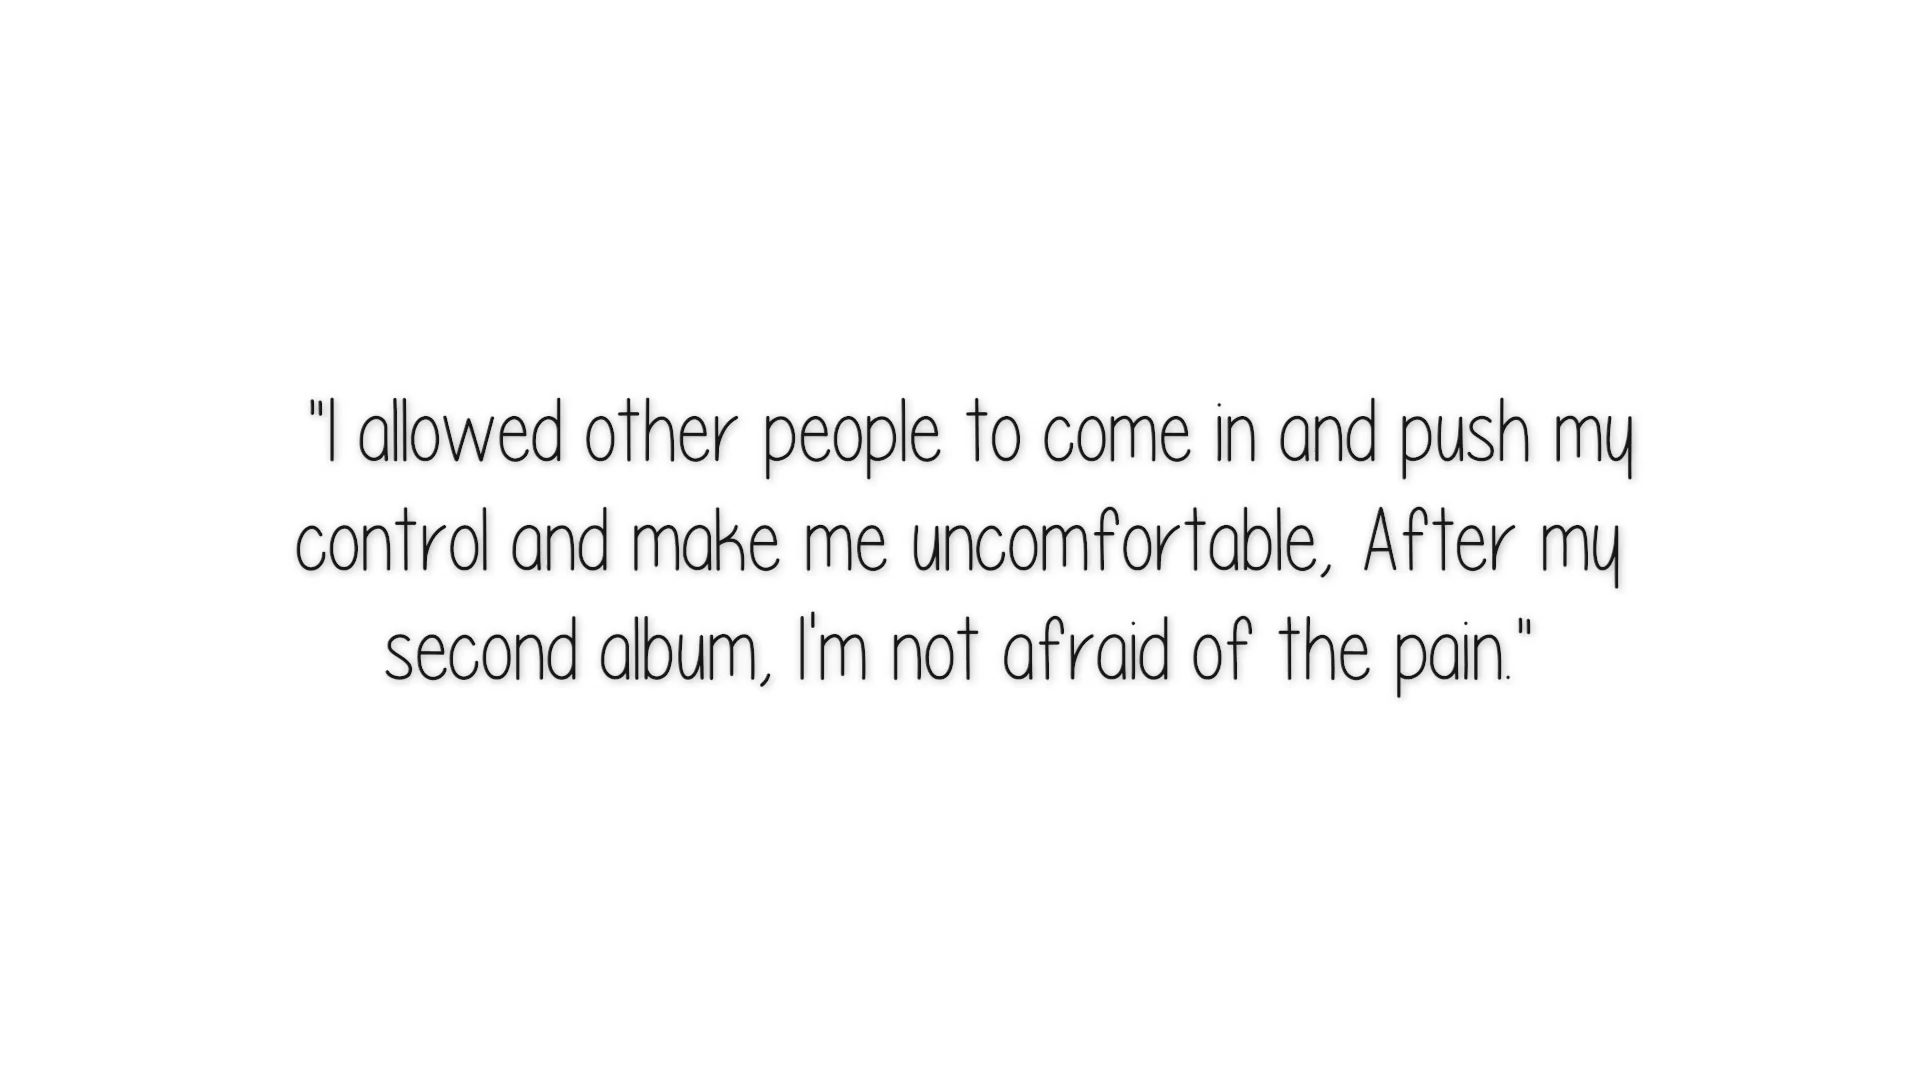 "I allowed other people to come in and push my
control and make me uncomfortable, After my
second album, I'm not afraid of the pain."